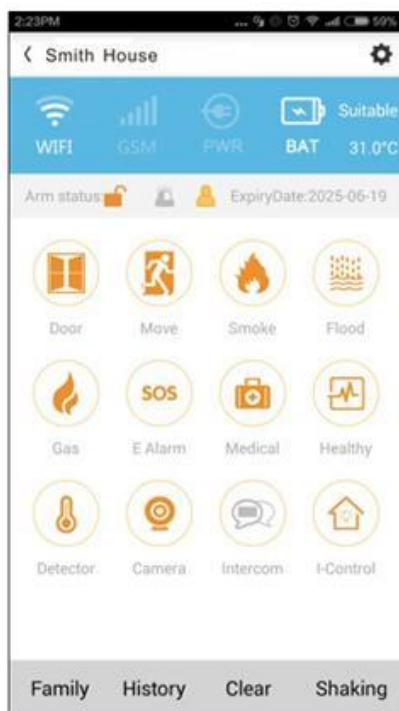 2:23PM ... 59%
Smith House
Suitable
WIFI GSM PWR BAT 31.0°C
Arm status: ExpiryDate:2025-06-19
Door Move Smoke Flood
SOS
Gas E Alarm Medical Healthy
Detector Camera Intercom I-Control
Family History Clear Shaking